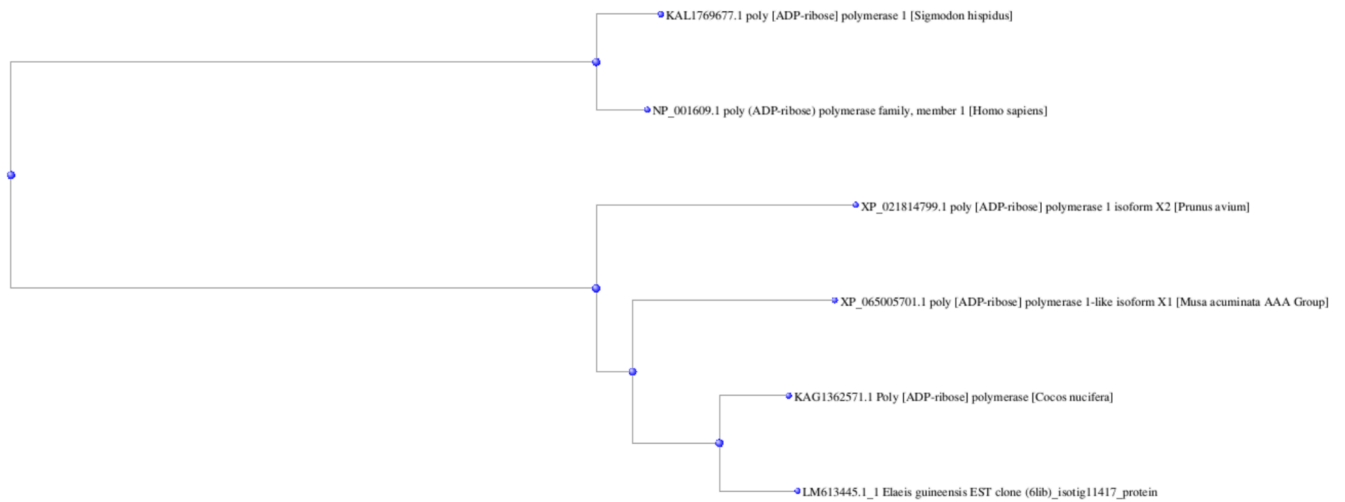 KAL1769677.1 poly [ADP-ribose] polymerase 1 [Sigmodon hispidus]
NP_001609.1 poly (ADP-ribose) polymerase family, member 1 [Homo sapiens]
XP_021814799.1 poly [ADP-ribose] polymerase 1 isoform X2 [Prunus avium]
XP_065005701.1 poly [ADP-ribose] polymerase 1-like isoform X1 [Musa acuminata AAA Group]
KAG1362571.1 Poly [ADP-ribose] polymerase [Cocos nucifera]
LM613445.1_1 Elaeis guineensis EST clone (6lib)_isotig11417_protein